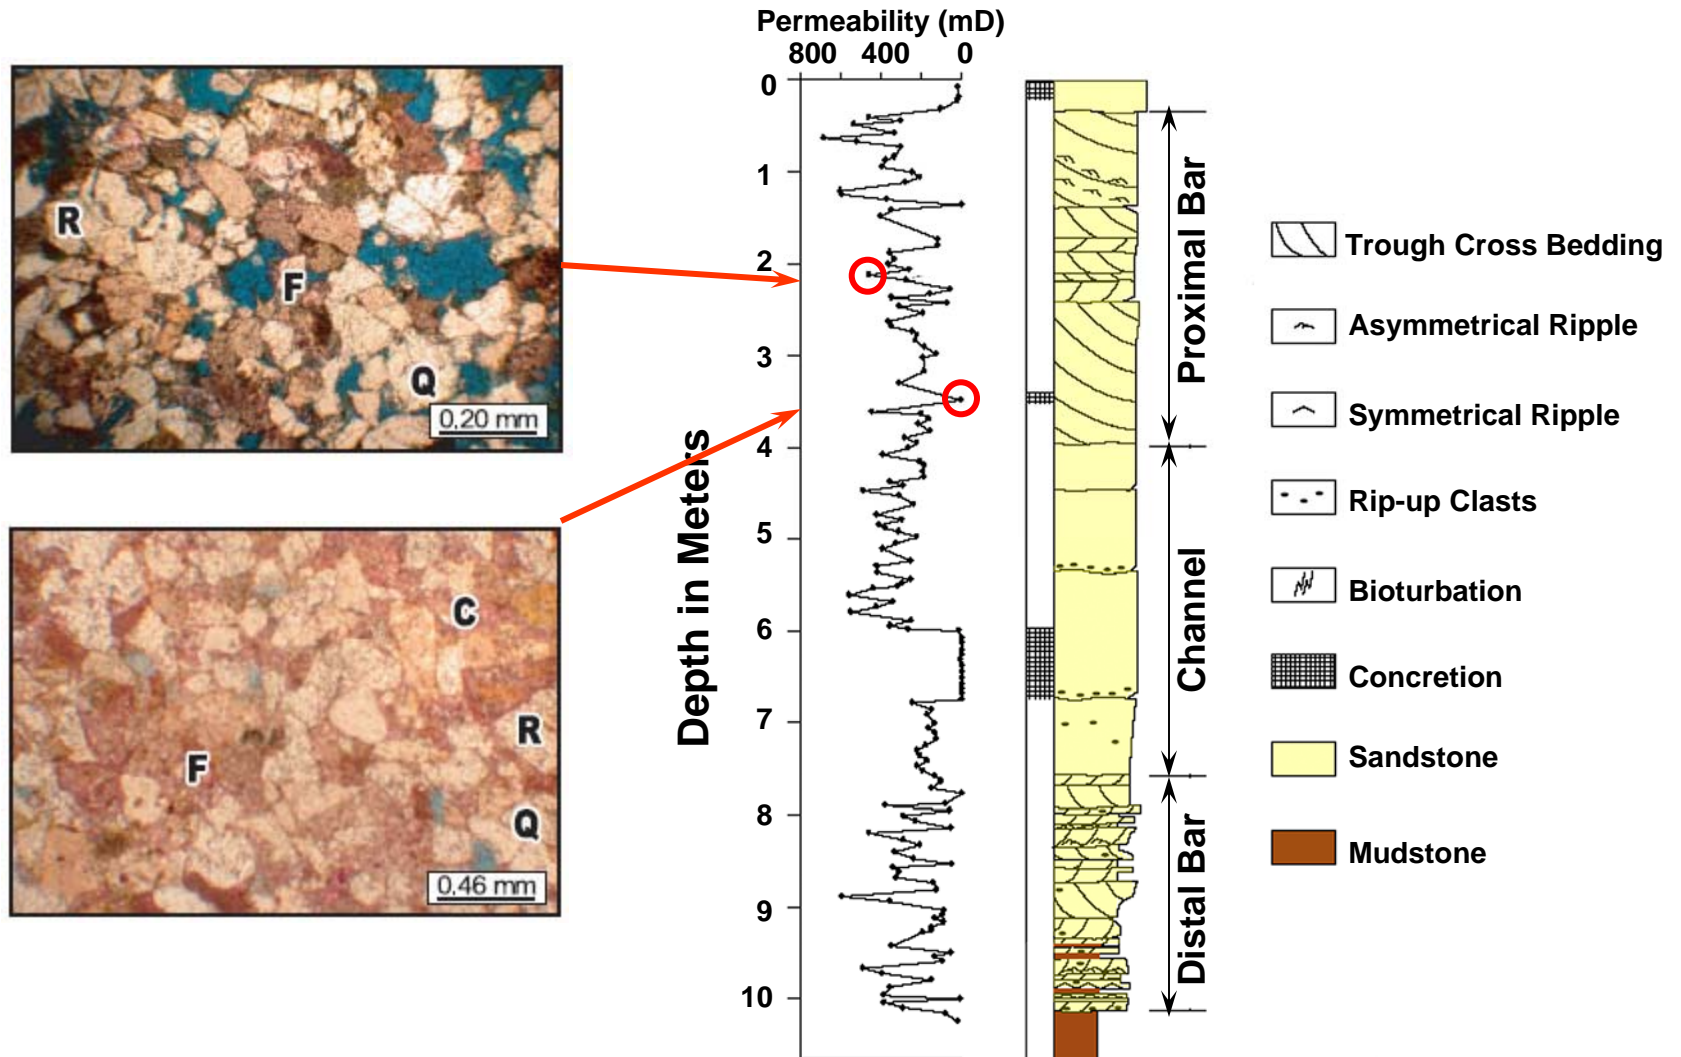 Permeability (mD)
800 400 0
0
1
2
3
4
5
6
7
8
9
10
Depth in Meters
R
F
Q
0,20 mm
C
R
F
Q
0,46 mm
Proximal Bar
Channel
Distal Bar
Trough Cross Bedding
Asymmetrical Ripple
Symmetrical Ripple
Rip-up Clasts
Bioturbation
Concretion
Sandstone
Mudstone